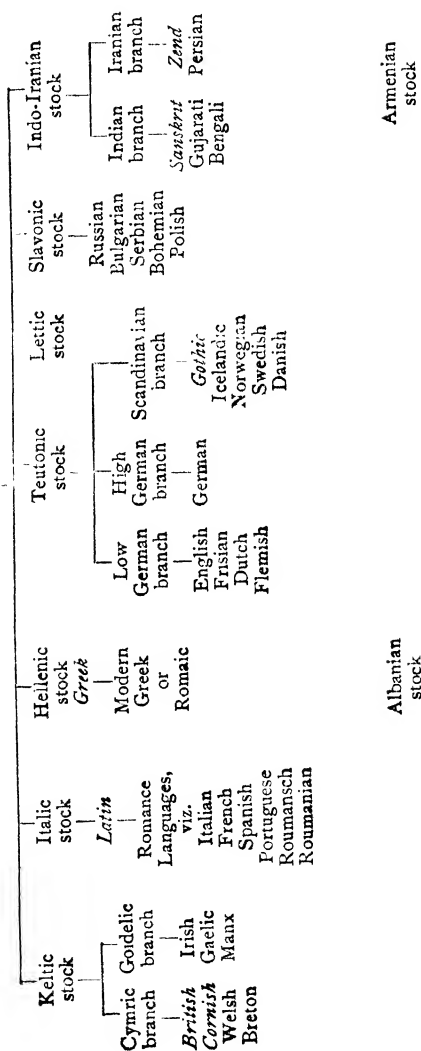 Keltic
stock
Cymric
branch
British
Cornish
Welsh
Breton
Goidelic
branch
Irish
Gaelic
Manx
Italic
stock
Latin
Romance
Languages,
viz.
Italian
French
Spanish
Portuguese
Roumansch
Roumanian
Hellenic
stock
Greek
Modern
Greek
or
Romaic
Teutonic
stock
Low
German
branch
English
Frisian
Dutch
Flemish
High
German
branch
German
Scandinavian
branch
Gothic
Icelandic
Norwegian
Swedish
Danish
Lettic
stock
Slavonic
stock
Russian
Bulgarian
Serbian
Bohemian
Polish
Indo-Iranian
stock
Indian
branch
Sanskrit
Gujarati
Bengali
Iranian
branch
Zend
Persian
Albanian
stock
Armenian
stock